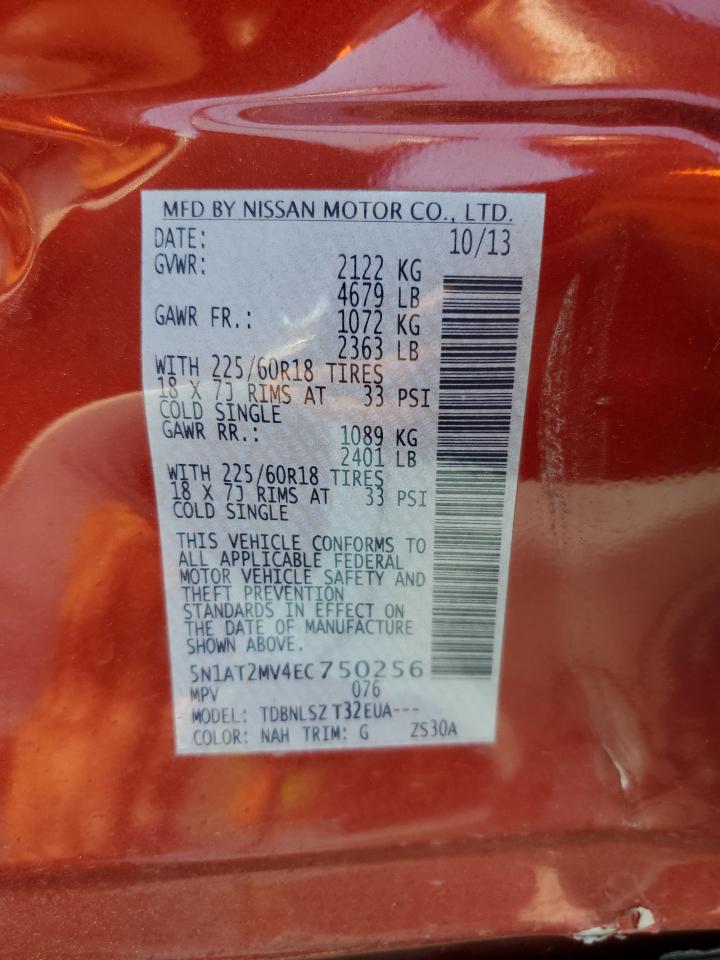 MFD BY NISSAN MOTOR CO., LTD.
DATE: 10/13
GVWR: 2122 KG
4679 LB
GAWR FR.: 1072 KG
2363 LB
WITH 225/60R18 TIRES
18 X 7J RIMS AT 33 PSI
COLD SINGLE
GAWR RR.: 1089 KG
2401 LB
WITH 225/60R18 TIRES
18 X 7J RIMS AT 33 PSI
COLD SINGLE
THIS VEHICLE CONFORMS TO
ALL APPLICABLE FEDERAL
MOTOR VEHICLE SAFETY AND
THEFT PREVENTION
STANDARDS IN EFFECT ON
THE DATE OF MANUFACTURE
SHOWN ABOVE.
5N1AT2MV4EC750256
MPV 076
MODEL: TDBNLSZ T32EUA---
COLOR: NAH TRIM: G ZS30A